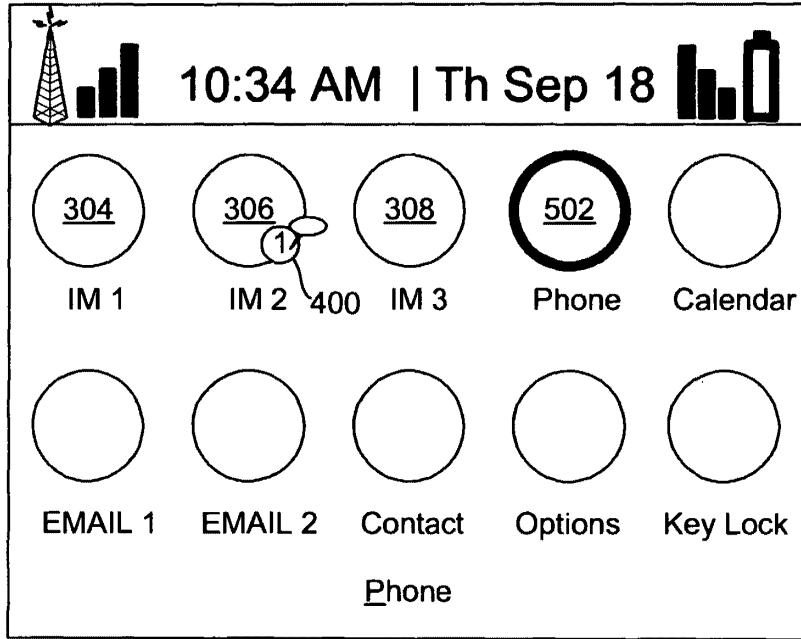 10:34 AM | Th Sep 18
304 306 308 502
1
IM 1 IM 2 400 IM 3 Phone Calendar
EMAIL 1 EMAIL 2 Contact Options Key Lock
Phone